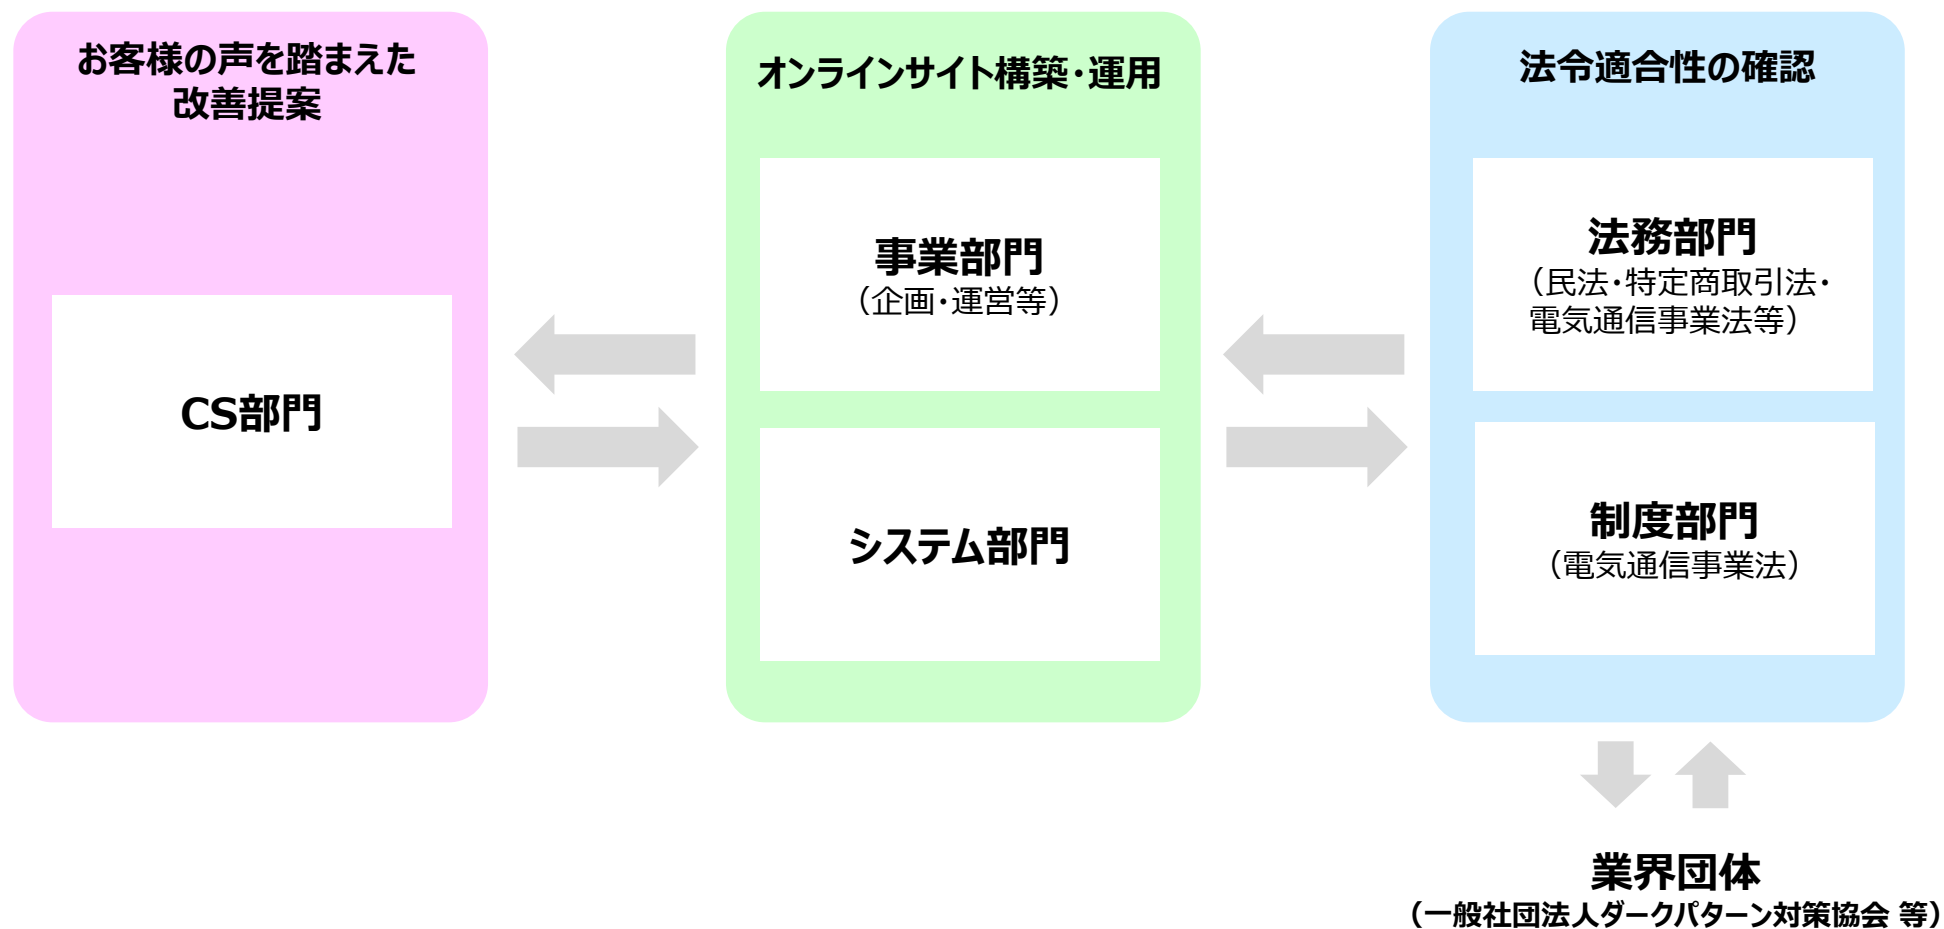 お客様の声を踏まえた
改善提案
CS部門
オンラインサイト構築・運用
事業部門
（企画・運営等）
システム部門
法令適合性の確認
法務部門
（民法・特定商取引法・
電気通信事業法等）
制度部門
（電気通信事業法）
業界団体
（一般社団法人ダークパターン対策協会 等）